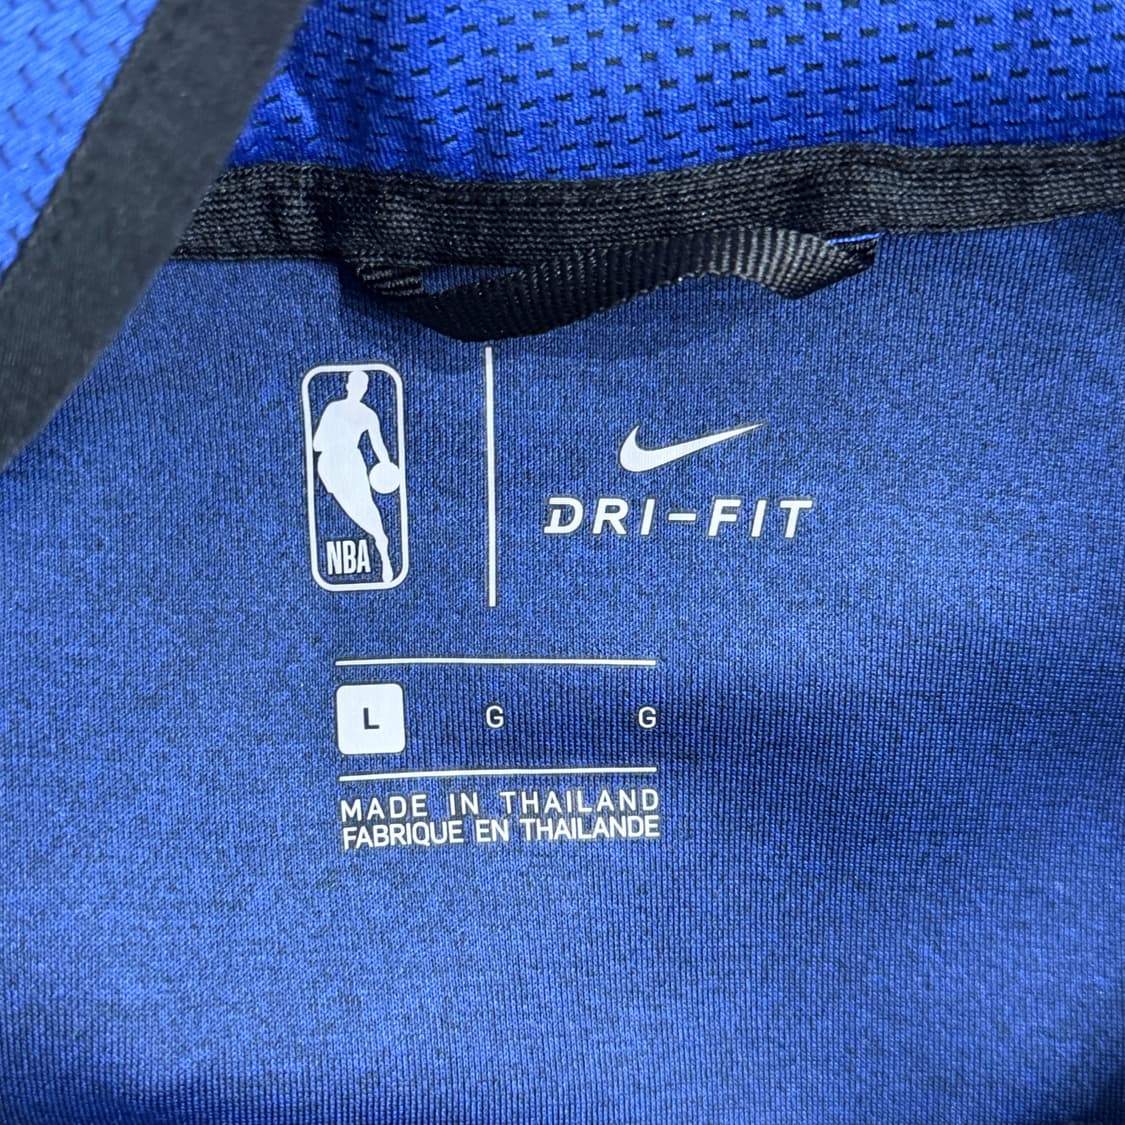 NBA
DRI-FIT
L G G
MADE IN THAILAND
FABRIQUE EN THAILANDE